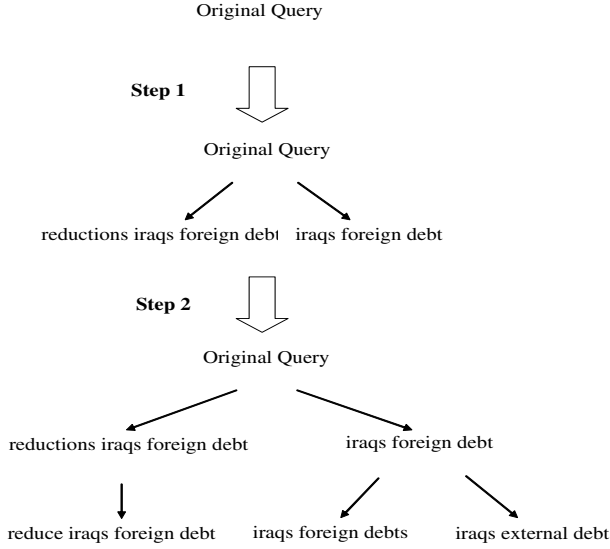 Original Query
Step 1
Original Query
reductions iraqs foreign debt iraqs foreign debt
Step 2
Original Query
reductions iraqs foreign debt iraqs foreign debt
reduce iraqs foreign debt iraqs foreign debts iraqs external debt